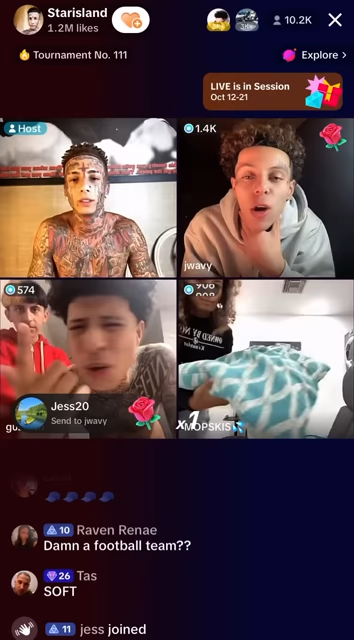 Starisland
1.2M likes
10.2K
Tournament No. 111
Explore >
LIVE is in Session
Oct 12-21
Host
1.4K
jwavy
574
Jess20
Send to jwavy
x1
MOPSKIS💦
🧢🧢🧢🧢
10 Raven Renae
Damn a football team??
26 Tas
SOFT
11 jess joined